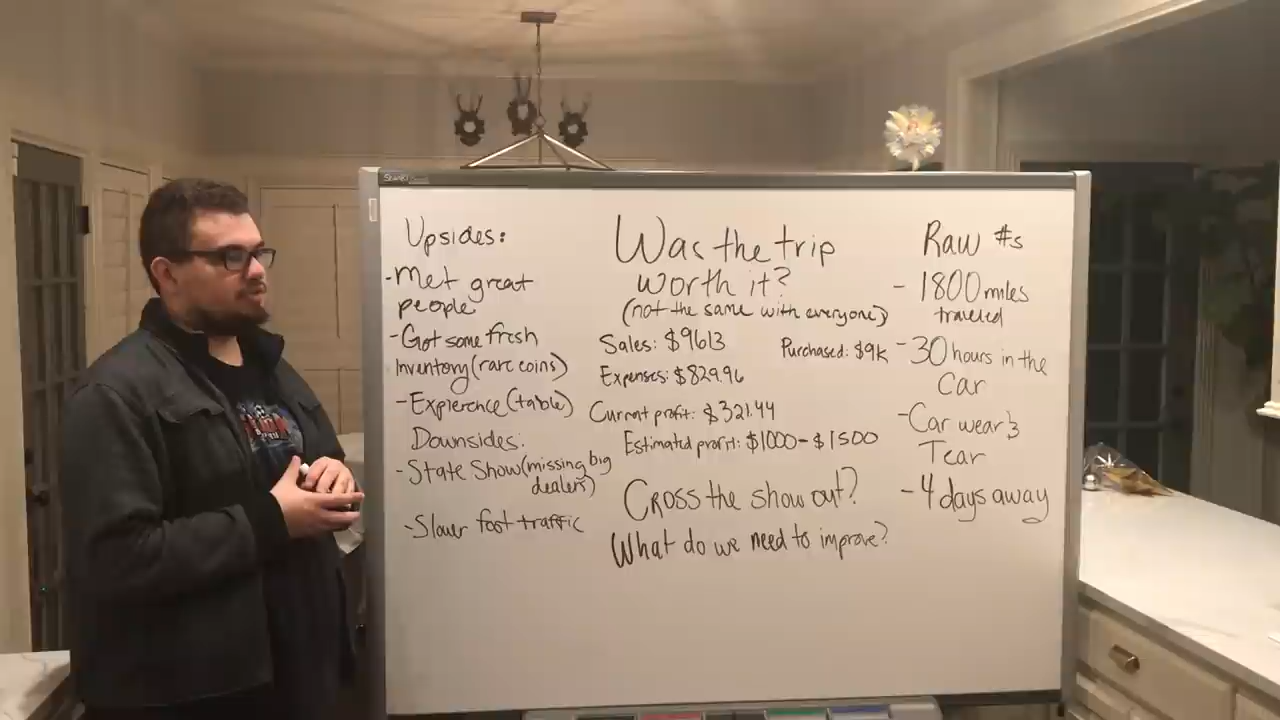 Upsides:
-Met great
people
-Got some fresh
Inventory(rare coins)
-Expierence(table)
Downsides:
-State Show(missing big
dealers)
-Slower foot traffic
Was the trip
worth it?
(not the same with everyone)
Sales: $9613
Purchased: $9K
Expenses: $829.96
Current profit: $321.44
Estimated profit: $1000-$1500
Cross the show out?
What do we need to improve?
Raw #s
- 1800 miles
traveled
-30 hours in the
Car
-Car wear &
Tear
-4 days away